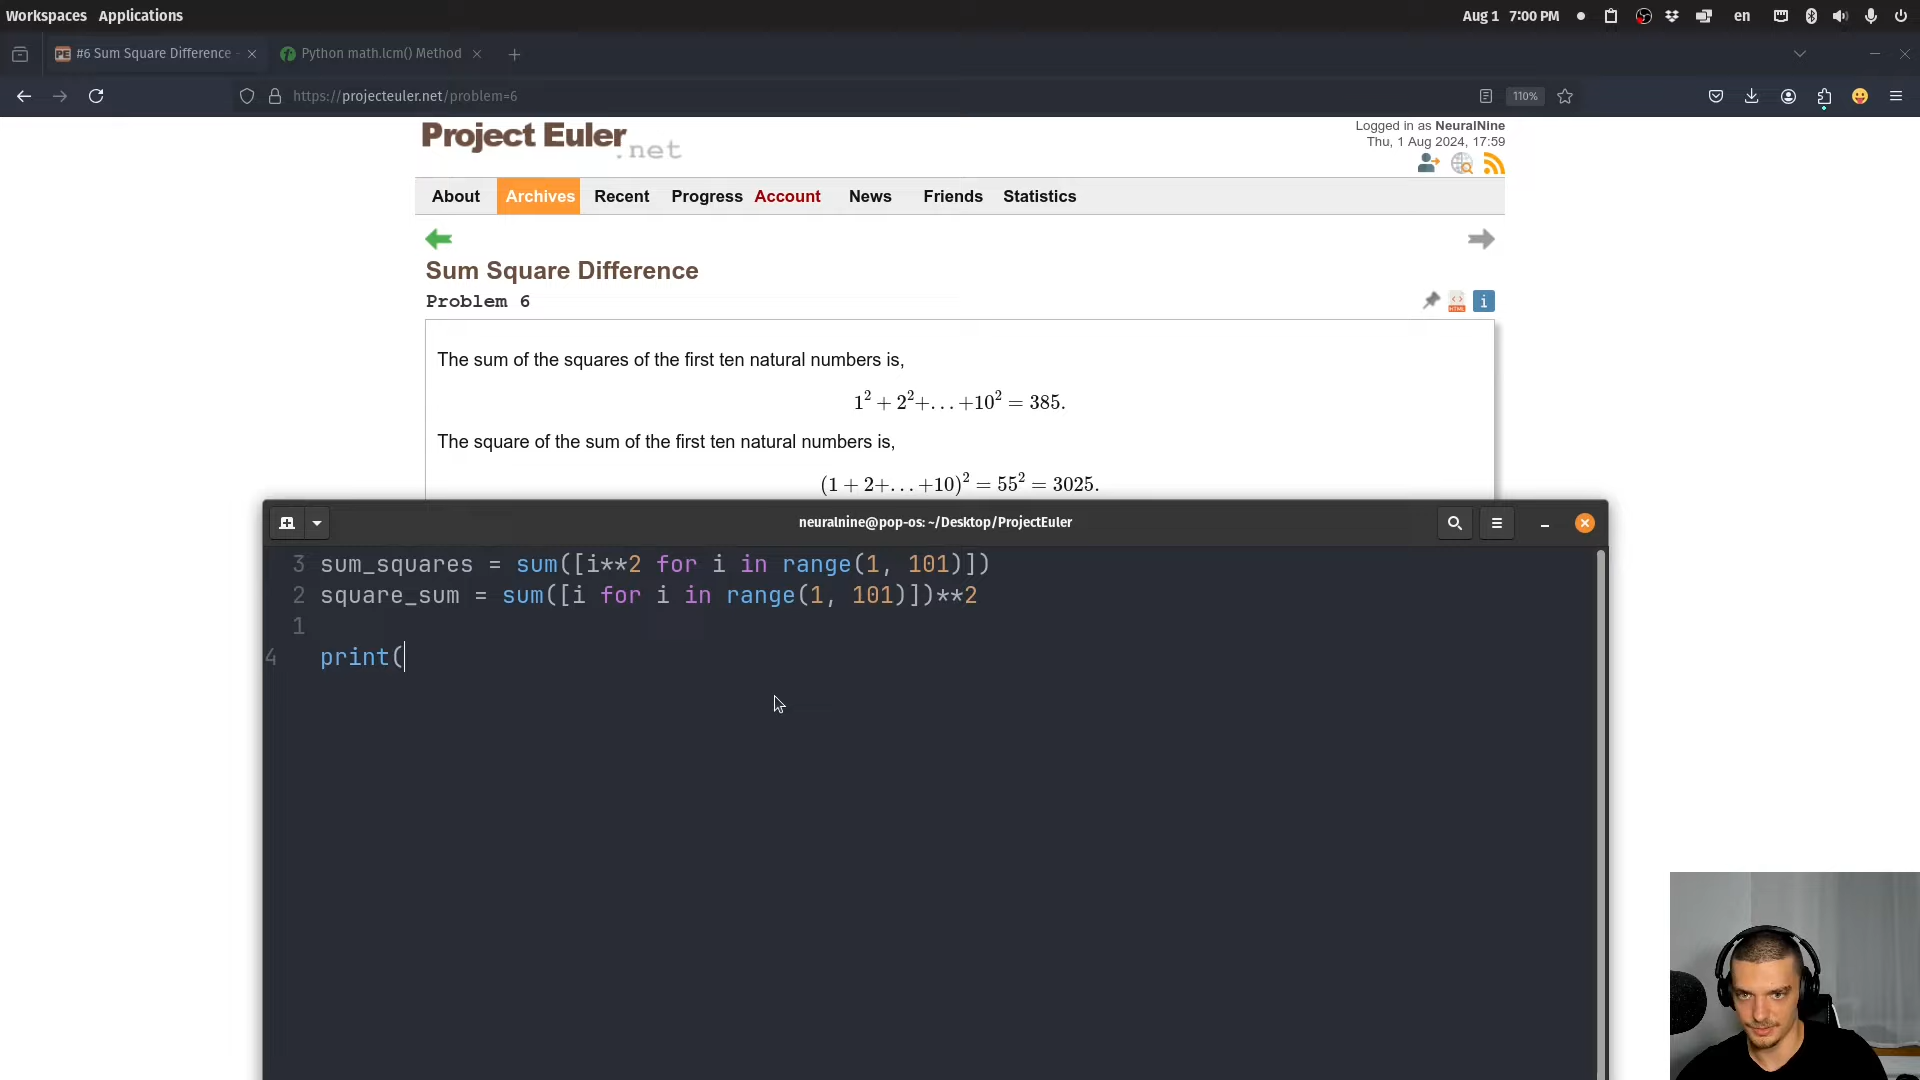 Workspaces Applications
Aug 1 7:00 PM
en
#6 Sum Square Difference -
Python math.lcm() Method
https://projecteuler.net/problem=6
110%
Project Euler
.net
Logged in as NeuralNine
Thu, 1 Aug 2024, 17:59
About Archives Recent Progress Account News Friends Statistics
Sum Square Difference
Problem 6
HTML
i
The sum of the squares of the first ten natural numbers is,
1² + 2²+...+10² = 385.
The square of the sum of the first ten natural numbers is,
(1 + 2+...+10)² = 55² = 3025.
neuralnine@pop-os: ~/Desktop/ProjectEuler
3 sum_squares = sum([i**2 for i in range(1, 101)])
2 square_sum = sum([i for i in range(1, 101)])**2
1
4 print(